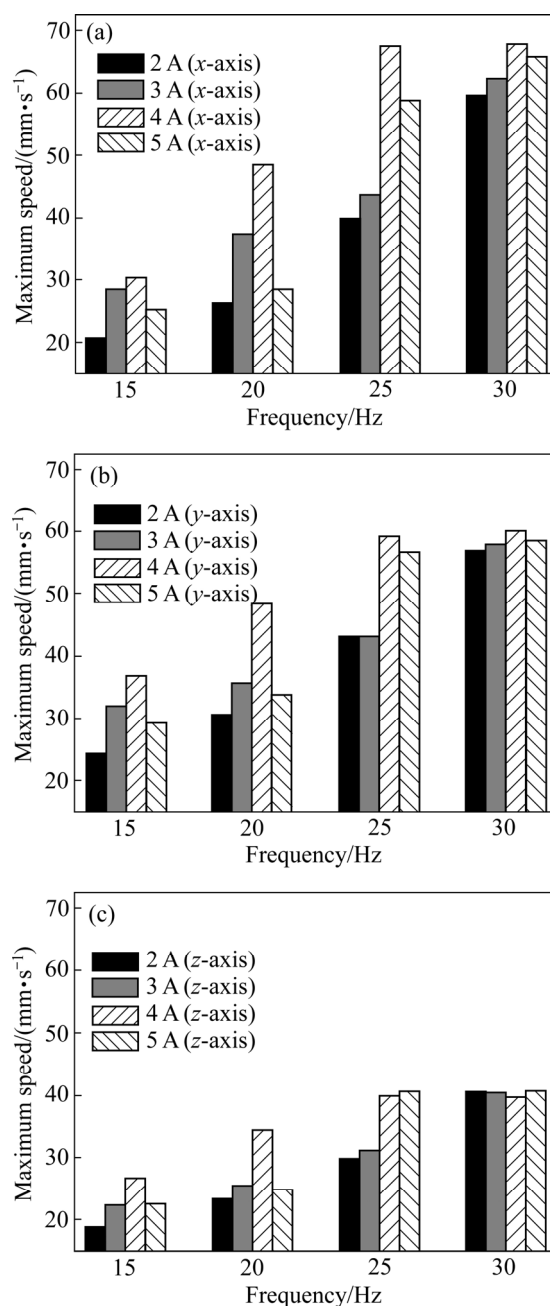 (a)
2 A (x-axis)
3 A (x-axis)
4 A (x-axis)
5 A (x-axis)
70
60
50
40
30
20
Maximum speed/(mm•s⁻¹)
15 20 25 30
Frequency/Hz
(b)
2 A (y-axis)
3 A (y-axis)
4 A (y-axis)
5 A (y-axis)
70
60
50
40
30
20
Maximum speed/(mm•s⁻¹)
15 20 25 30
Frequency/Hz
(c)
2 A (z-axis)
3 A (z-axis)
4 A (z-axis)
5 A (z-axis)
70
60
50
40
30
20
Maximum speed/(mm•s⁻¹)
15 20 25 30
Frequency/Hz